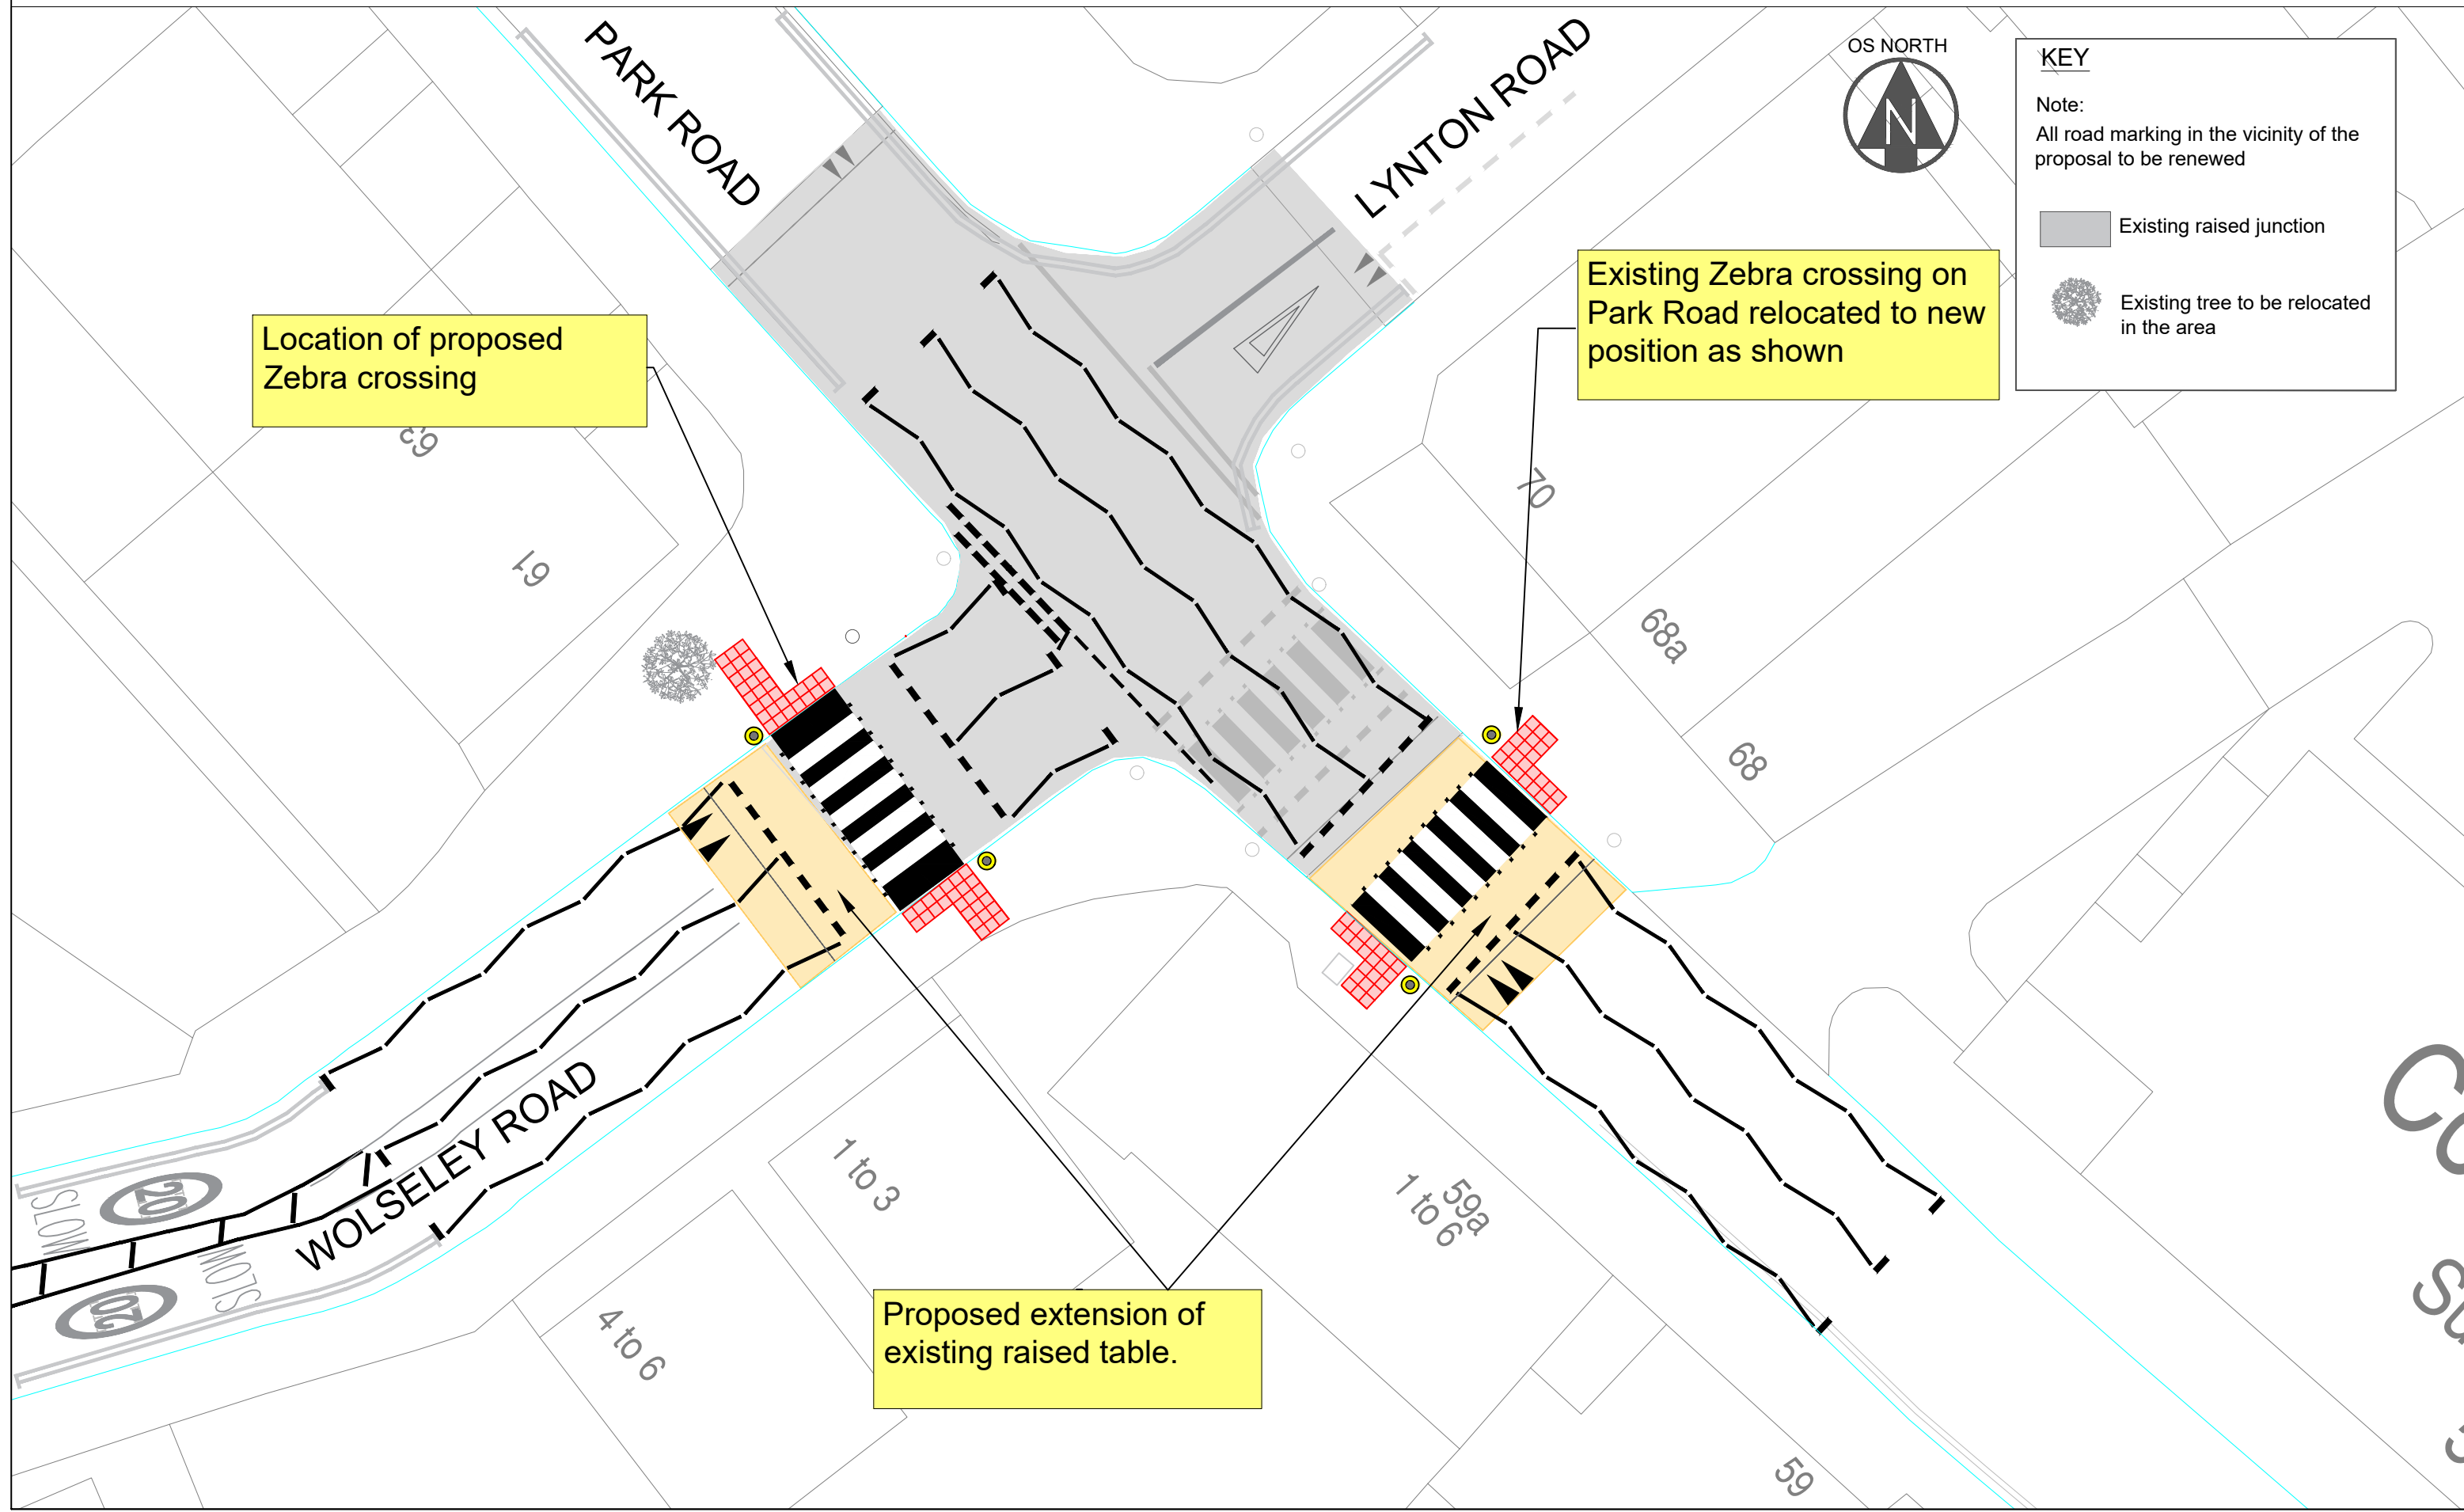 PARK ROAD
LYNTON ROAD
OS NORTH
N
KEY
Note:
All road marking in the vicinity of the
proposal to be renewed
Existing raised junction
Existing tree to be relocated
in the area
Existing Zebra crossing on
Park Road relocated to new
position as shown
Location of proposed
Zebra crossing
63
61
70
68a
68
WOLSELEY ROAD
SLOW
20
SLOW
20
1 to 3
4 to 6
59a
1 to 6
59
Proposed extension of
existing raised table.